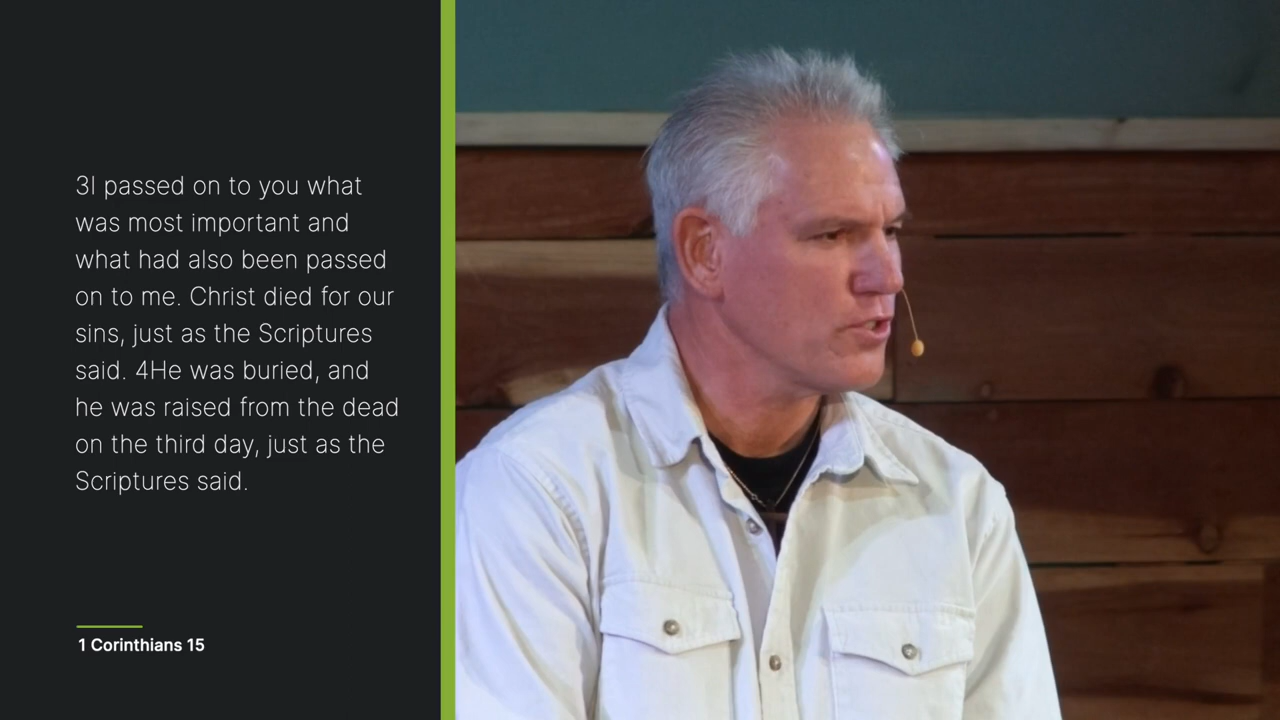 3I passed on to you what
was most important and
what had also been passed
on to me. Christ died for our
sins, just as the Scriptures
said. 4He was buried, and
he was raised from the dead
on the third day, just as the
Scriptures said.
1 Corinthians 15